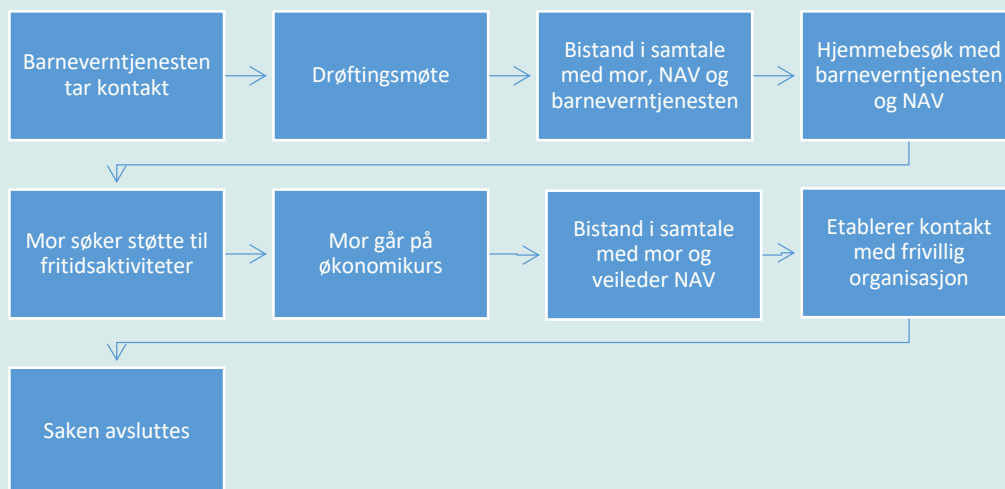 Barneverntjenesten
tar kontakt
Drøftingsmøte
Bistand i samtale
med mor, NAV og
barneverntjenesten
Hjemmebesøk med
barneverntjenesten
og NAV
Mor søker støtte til
fritidsaktiviteter
Mor går på
økonomikurs
Bistand i samtale
med mor og
veileder NAV
Etablerer kontakt
med frivillig
organisasjon
Saken avsluttes